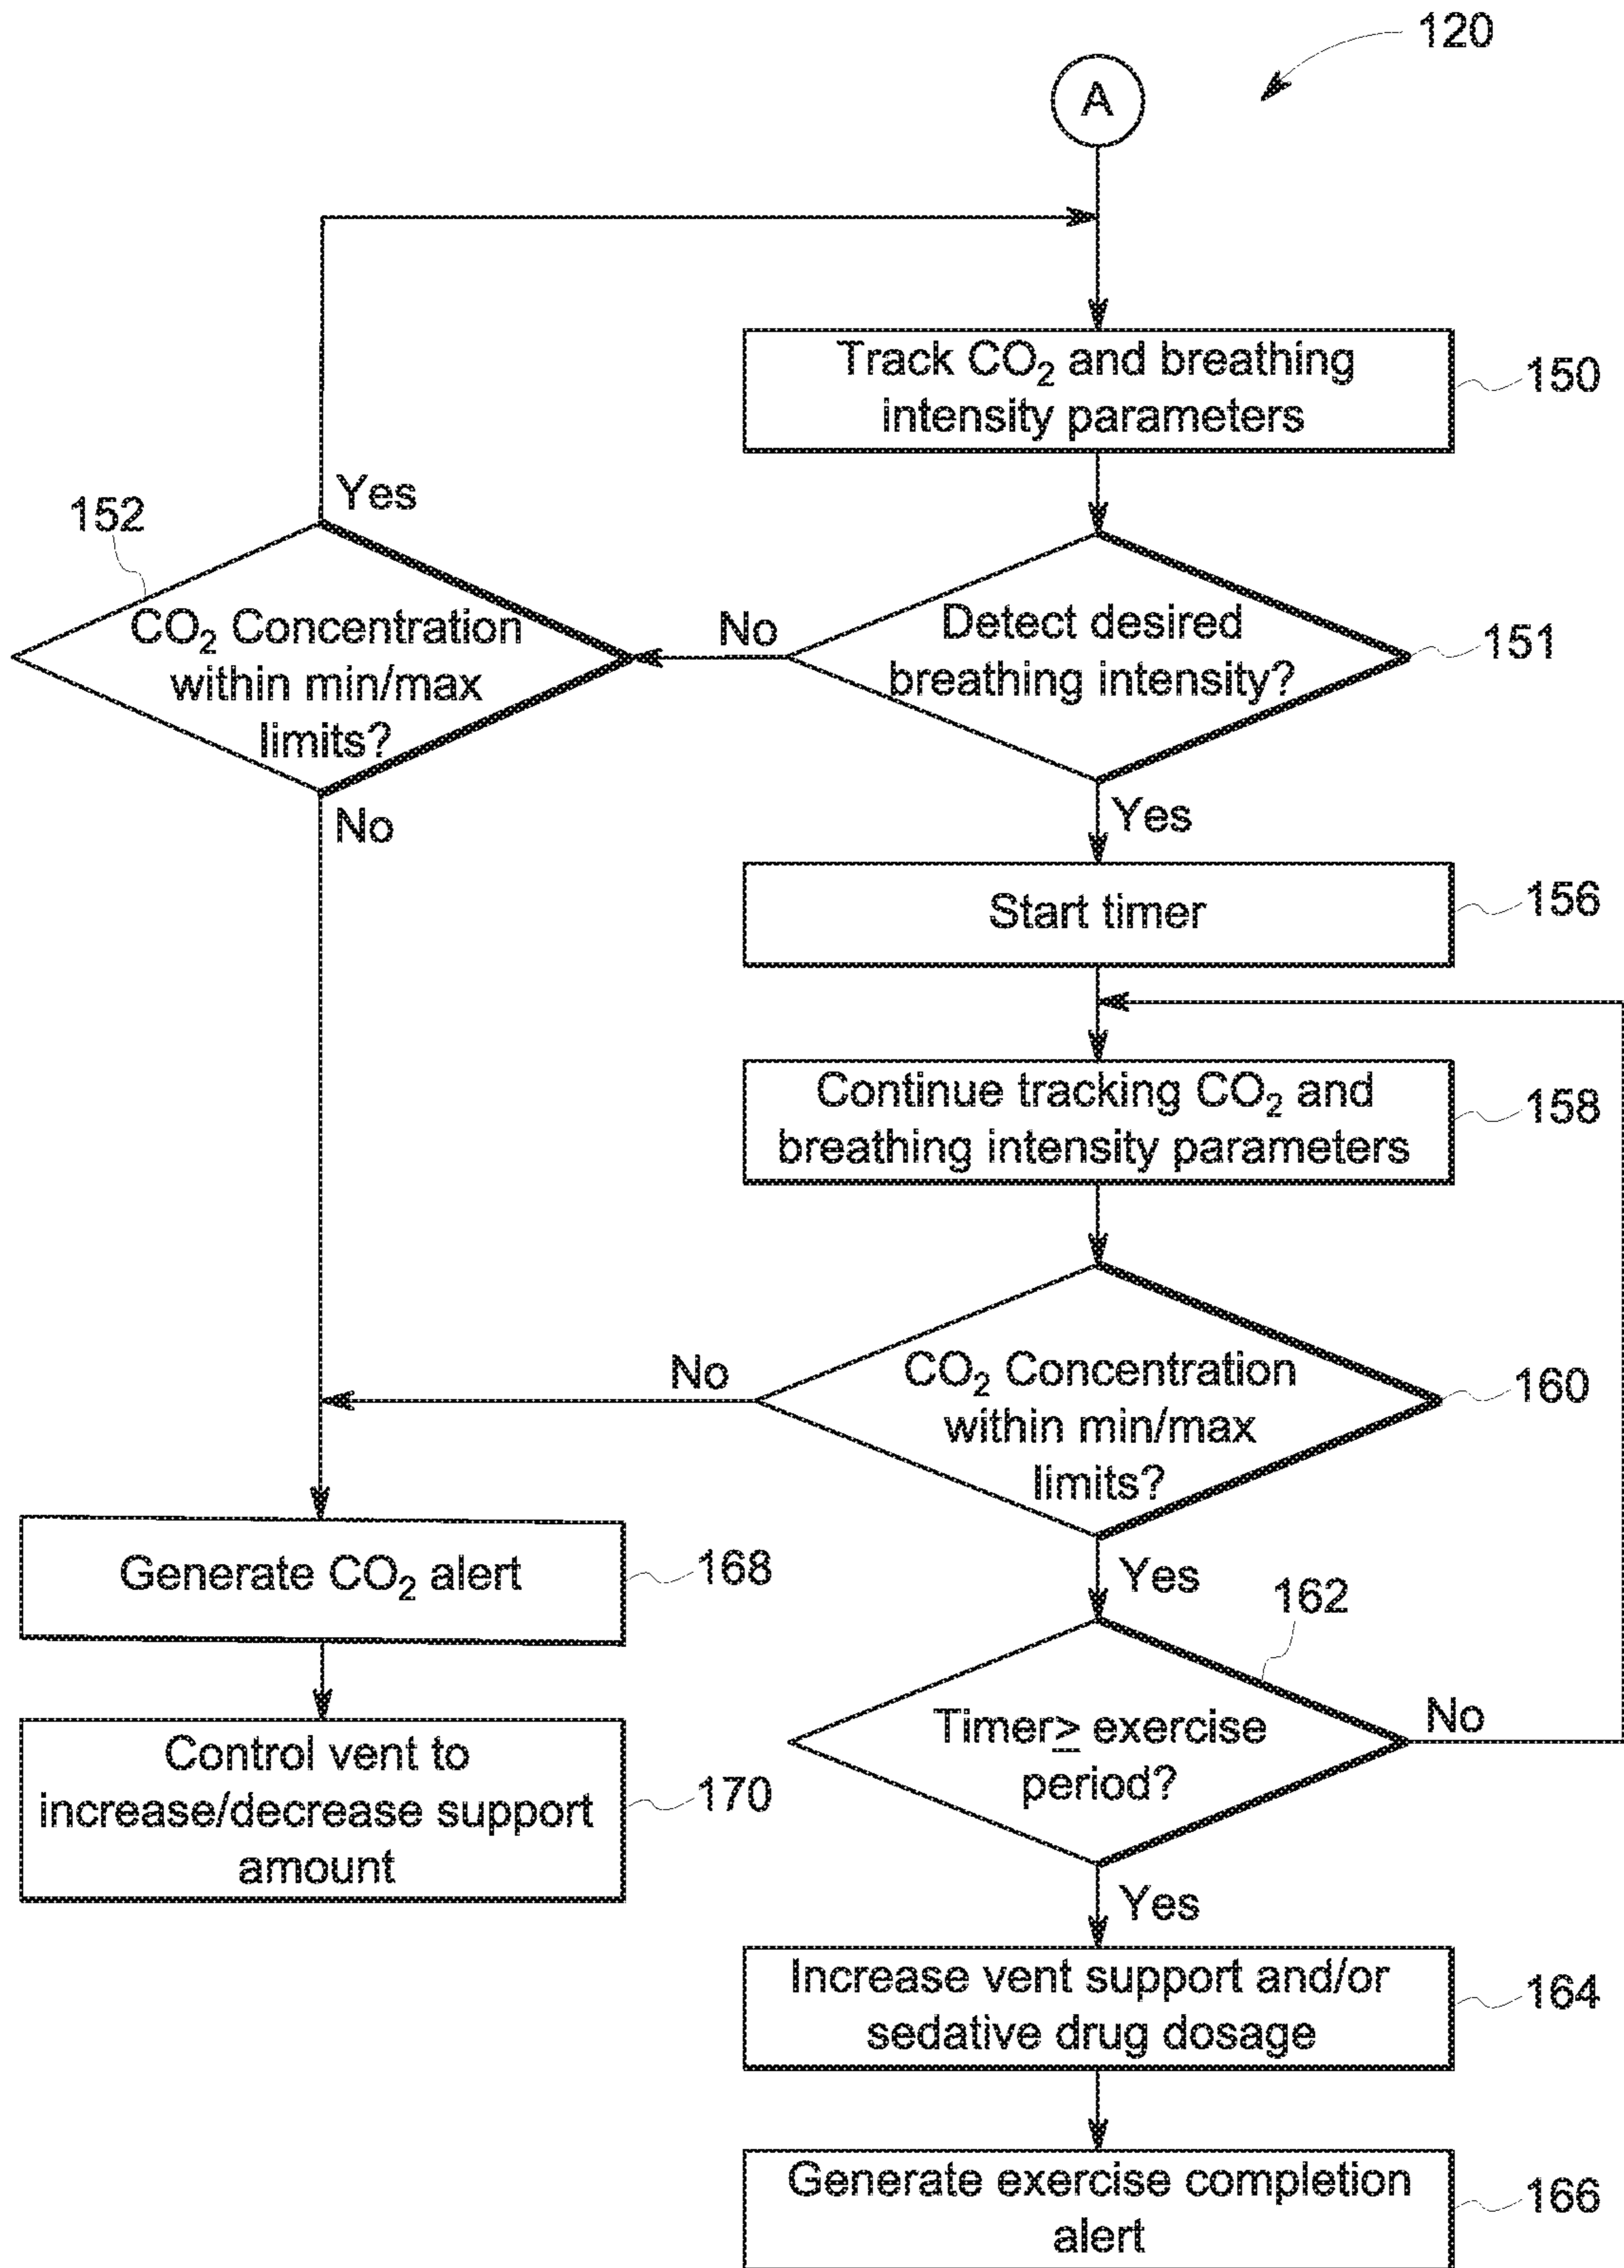 120
A
Track CO₂ and breathing
intensity parameters
150
Yes
152
CO₂ Concentration
within min/max
limits?
No
Detect desired
breathing intensity?
151
No
Yes
Start timer
156
Continue tracking CO₂ and
breathing intensity parameters
158
No
CO₂ Concentration
within min/max
limits?
160
Generate CO₂ alert
168
Yes
162
Timer≥ exercise
period?
No
Control vent to
increase/decrease support
amount
170
Yes
Increase vent support and/or
sedative drug dosage
164
Generate exercise completion
alert
166